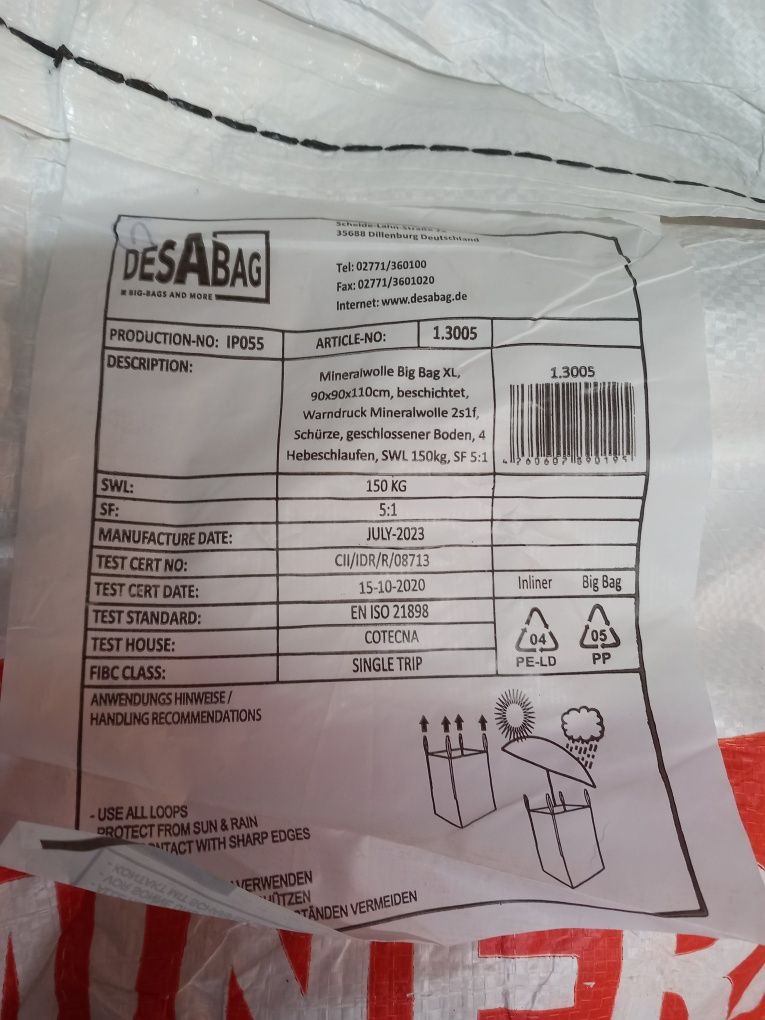 DESABAG
BIG-BAGS AND MORE
35688 Dillenburg Deutschland
Tel: 02771/360100
Fax: 02771/3601020
Internet: www.desabag.de
PRODUCTION-NO: IP055
ARTICLE-NO:
1.3005
DESCRIPTION:
Mineralwolle Big Bag XL,
90x90x110cm, beschichtet,
Warndruck Mineralwolle 2s1f,
Schürze, geschlossener Boden, 4
Hebeschlaufen, SWL 150kg, SF 5:1
1.3005
SWL: 150 KG
SF: 5:1
MANUFACTURE DATE: JULY-2023
TEST CERT NO: CII/IDR/R/08713
TEST CERT DATE: 15-10-2020
Inliner Big Bag
TEST STANDARD: EN ISO 21898
TEST HOUSE: COTECNA
04 05
PE-LD PP
FIBC CLASS: SINGLE TRIP
ANWENDUNGS HINWEISE /
HANDLING RECOMMENDATIONS
- USE ALL LOOPS
PROTECT FROM SUN & RAIN
CONTACT WITH SHARP EDGES
VERWENDEN
VERMEIDEN